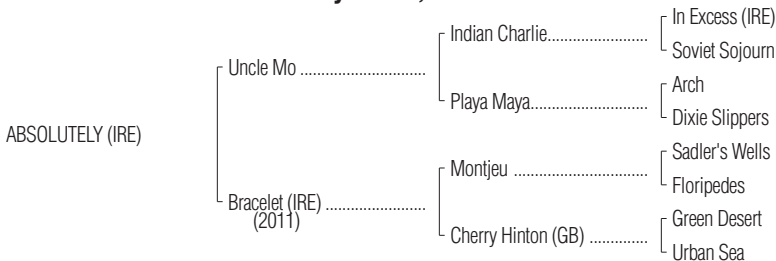 In Excess (IRE)
Indian Charlie........................
Soviet Sojourn
Uncle Mo ..............................
Arch
Playa Maya............................
Dixie Slippers
ABSOLUTELY (IRE)
Sadler's Wells
Montjeu ................................
Floripedes
Bracelet (IRE) ........................
(2011)
Green Desert
Cherry Hinton (GB) ..............
Urban Sea